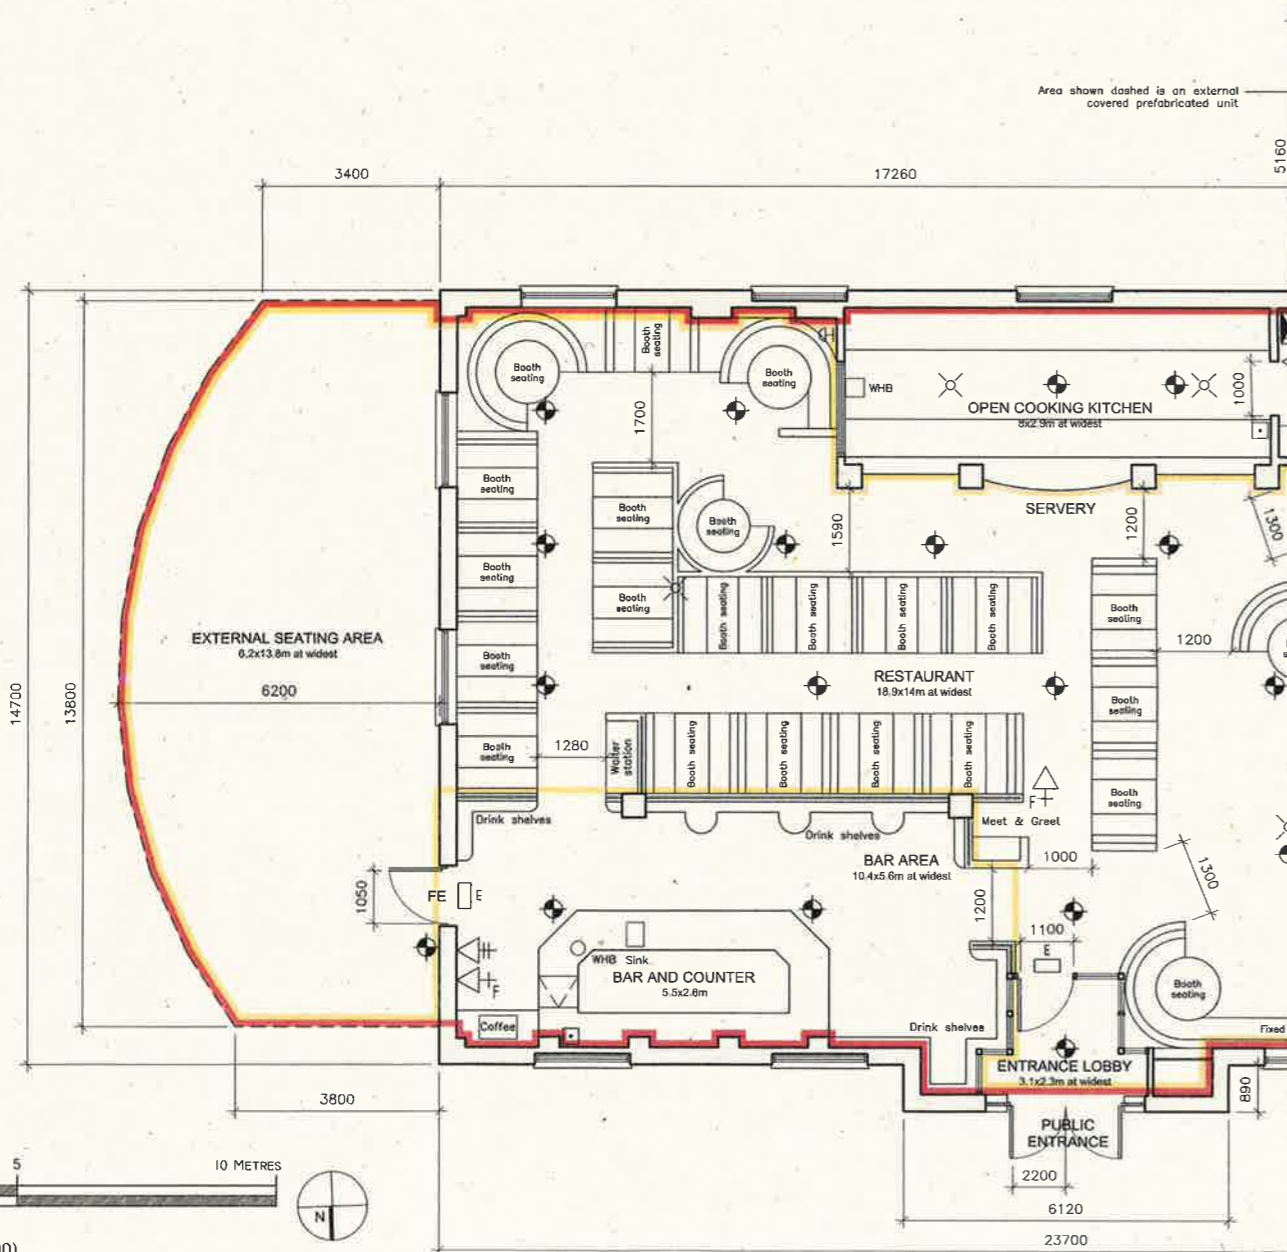 Area shown dashed is an external
covered prefabricated unit
5160
3400
17260
Booth
seating
Booth
seating
Booth
seating
WHB
OPEN COOKING KITCHEN
8x2.9m at widest
1000
1700
Booth
seating
Booth
seating
Booth
seating
SERVERY
1590
1200
1300
Booth
seating
Booth
seating
Booth seating
Booth seating
Booth seating
Booth seating
Booth
seating
1200
EXTERNAL SEATING AREA
6.2x13.8m at widest
6200
14700
13800
Booth
seating
RESTAURANT
18.9x14m at widest
Booth
seating
Booth
seating
1280
Waiter
station
Booth seating
Booth seating
Booth seating
Booth seating
Booth
seating
F
Meet & Greet
Drink shelves
Drink shelves
BAR AREA
10.4x5.6m at widest
1000
1300
1050
FE
E
1200
1100
E
F
WHB
Sink
BAR AND COUNTER
5.5x2.6m
Booth
seating
Coffee
Drink shelves
Fixed
ENTRANCE LOBBY
3.1x2.3m at widest
890
3800
PUBLIC
ENTRANCE
5
10 METRES
N
2200
6120
23700